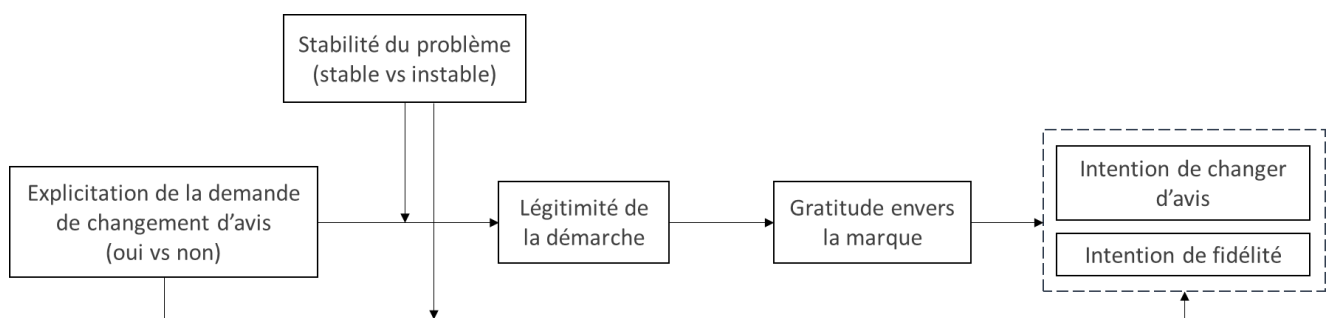 Stabilité du problème
(stable vs instable)
Explicitation de la demande
de changement d'avis
(oui vs non)
Légitimité de
la démarche
Gratitude envers
la marque
Intention de changer
d'avis
Intention de fidélité